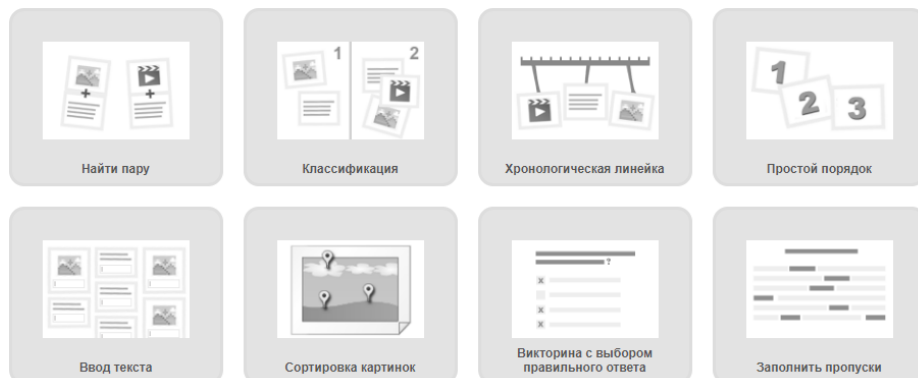 1
2
1
2
3
Найти пару
Классификация
Хронологическая линейка
Простой порядок
?
x
x
x
Ввод текста
Сортировка картинок
Викторина с выбором
правильного ответа
Заполнить пропуски